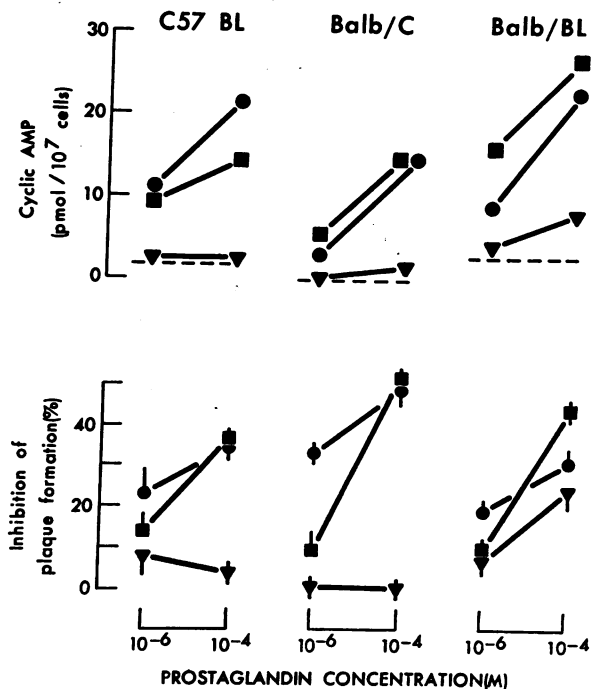 C57 BL
Balb/C
Balb/BL
Cyclic AMP
(pmol / 10⁷ cells)
30
20
10
0
Inhibition of
plaque formation(%)
40
20
0
10⁻⁶
10⁻⁴
10⁻⁶
10⁻⁴
10⁻⁶
10⁻⁴
PROSTAGLANDIN CONCENTRATION(M)